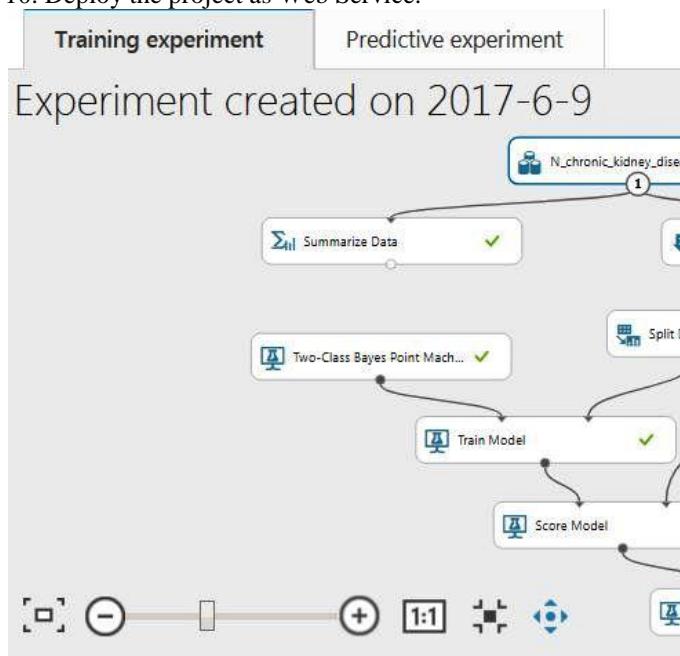 10. Deploy the project as Web Service.
Training experiment
Predictive experiment
Experiment created on 2017-6-9
N_chronic_kidney_dise
1
Summarize Data
Split
Two-Class Bayes Point Mach...
Train Model
Score Model
1:1